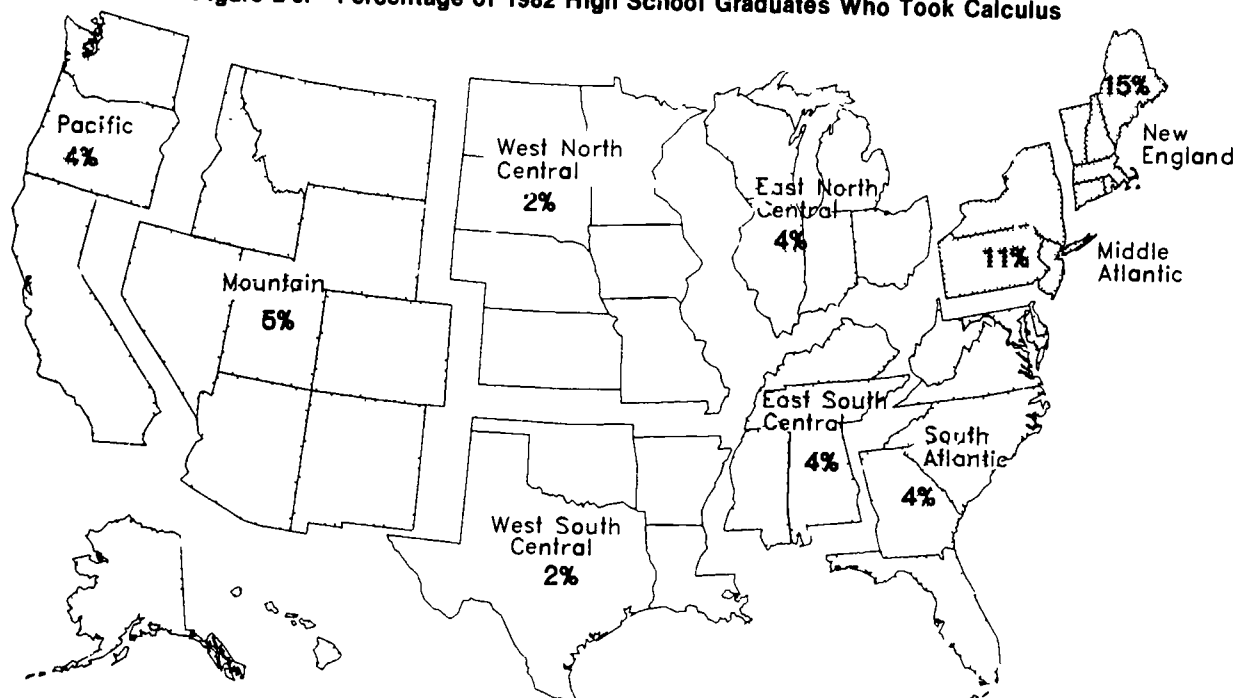 Percentage of 1982 High School Graduates Who Took Calculus
15%
Pacific
4%
New
England
West North
Central
2%
East North
Central
4%
Middle
Atlantic
11%
Mountain
5%
East South
Central
4%
South
Atlantic
4%
West South
Central
2%